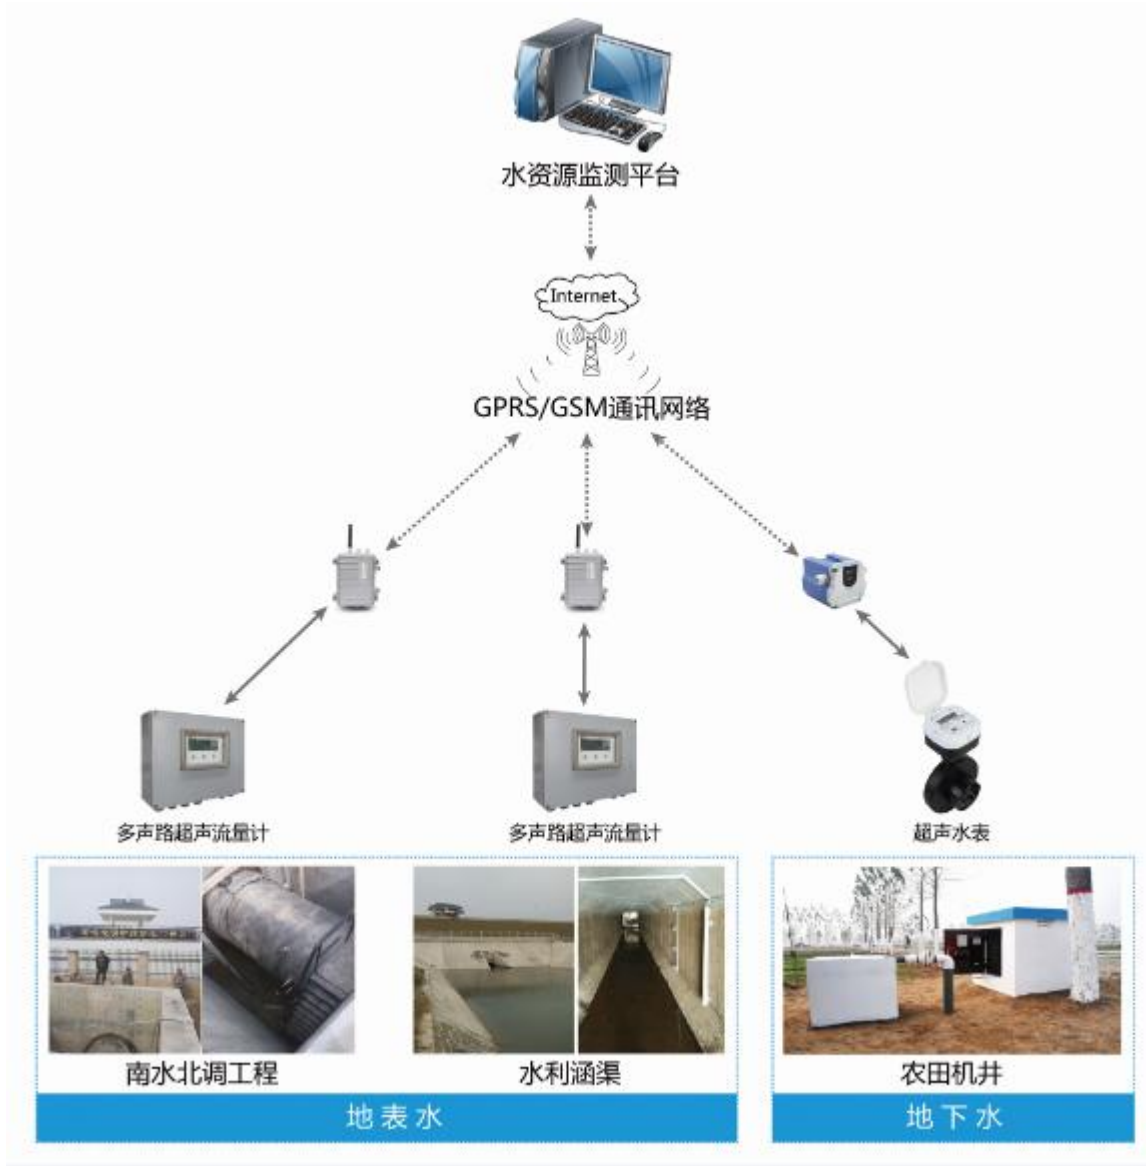 水资源监测平台
Internet
GPRS/GSM通讯网络
多声路超声流量计
多声路超声流量计
超声水表
南水北调工程
水利涵渠
农田机井
地表水
地下水